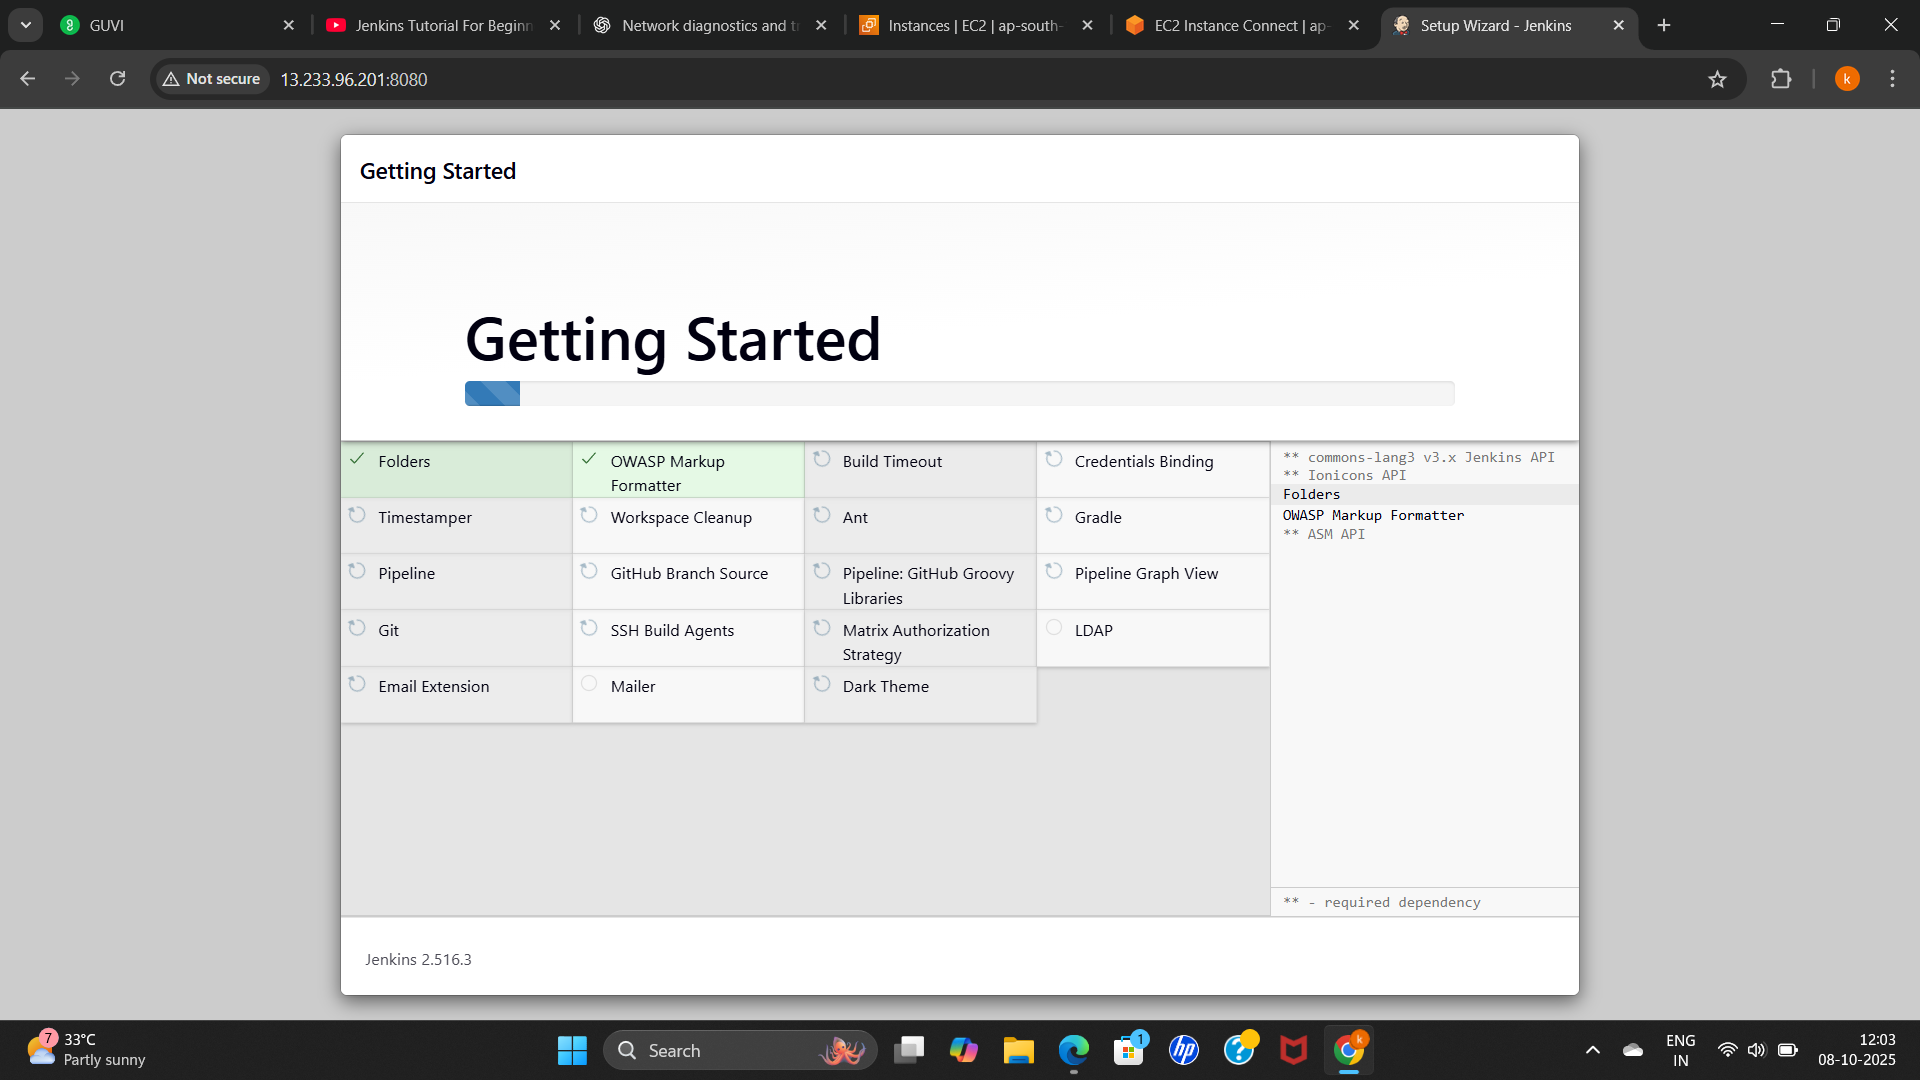 GUVI
Jenkins Tutorial For Beginn
Network diagnostics and tr
Instances | EC2 | ap-south-
EC2 Instance Connect | ap-
Setup Wizard - Jenkins
Not secure
13.233.96.201:8080
k
Getting Started
Getting Started
Folders
OWASP Markup
Formatter
Build Timeout
Credentials Binding
Timestamper
Workspace Cleanup
Ant
Gradle
Pipeline
GitHub Branch Source
Pipeline: GitHub Groovy
Libraries
Pipeline Graph View
Git
SSH Build Agents
Matrix Authorization
Strategy
LDAP
Email Extension
Mailer
Dark Theme
** commons-lang3 v3.x Jenkins API
** Ionicons API
Folders
OWASP Markup Formatter
** ASM API
** - required dependency
Jenkins 2.516.3
7
33°C
Partly sunny
Search
1
hp
?
k
ENG
IN
12:03
08-10-2025